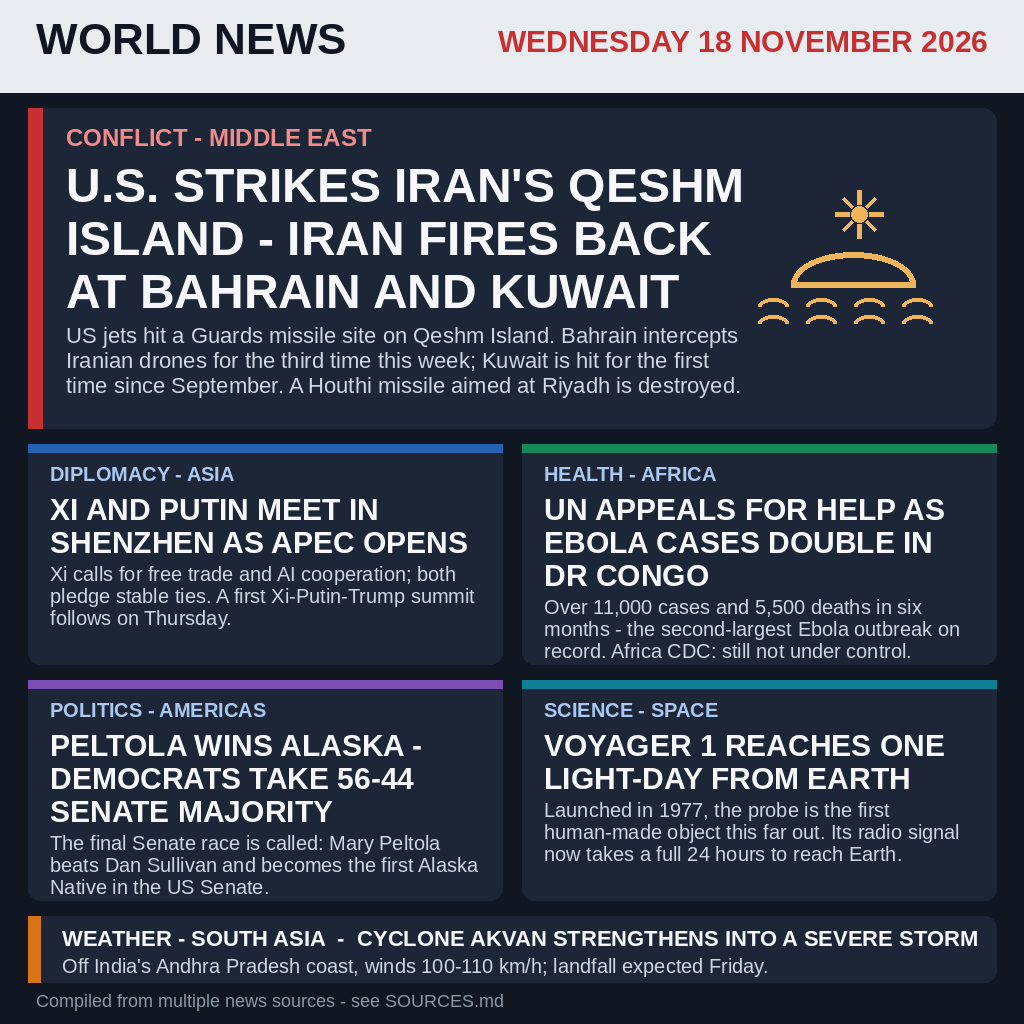 WORLD NEWS
WEDNESDAY 18 NOVEMBER 2026
CONFLICT - MIDDLE EAST
U.S. STRIKES IRAN'S QESHM
ISLAND - IRAN FIRES BACK
AT BAHRAIN AND KUWAIT
US jets hit a Guards missile site on Qeshm Island. Bahrain intercepts
Iranian drones for the third time this week; Kuwait is hit for the first
time since September. A Houthi missile aimed at Riyadh is destroyed.
DIPLOMACY - ASIA
XI AND PUTIN MEET IN
SHENZHEN AS APEC OPENS
Xi calls for free trade and AI cooperation; both
pledge stable ties. A first Xi-Putin-Trump summit
follows on Thursday.
HEALTH - AFRICA
UN APPEALS FOR HELP AS
EBOLA CASES DOUBLE IN
DR CONGO
Over 11,000 cases and 5,500 deaths in six
months - the second-largest Ebola outbreak on
record. Africa CDC: still not under control.
POLITICS - AMERICAS
PELTOLA WINS ALASKA -
DEMOCRATS TAKE 56-44
SENATE MAJORITY
The final Senate race is called: Mary Peltola
beats Dan Sullivan and becomes the first Alaska
Native in the US Senate.
SCIENCE - SPACE
VOYAGER 1 REACHES ONE
LIGHT-DAY FROM EARTH
Launched in 1977, the probe is the first
human-made object this far out. Its radio signal
now takes a full 24 hours to reach Earth.
WEATHER - SOUTH ASIA  -  CYCLONE AKVAN STRENGTHENS INTO A SEVERE STORM
Off India's Andhra Pradesh coast, winds 100-110 km/h; landfall expected Friday.
Compiled from multiple news sources - see SOURCES.md